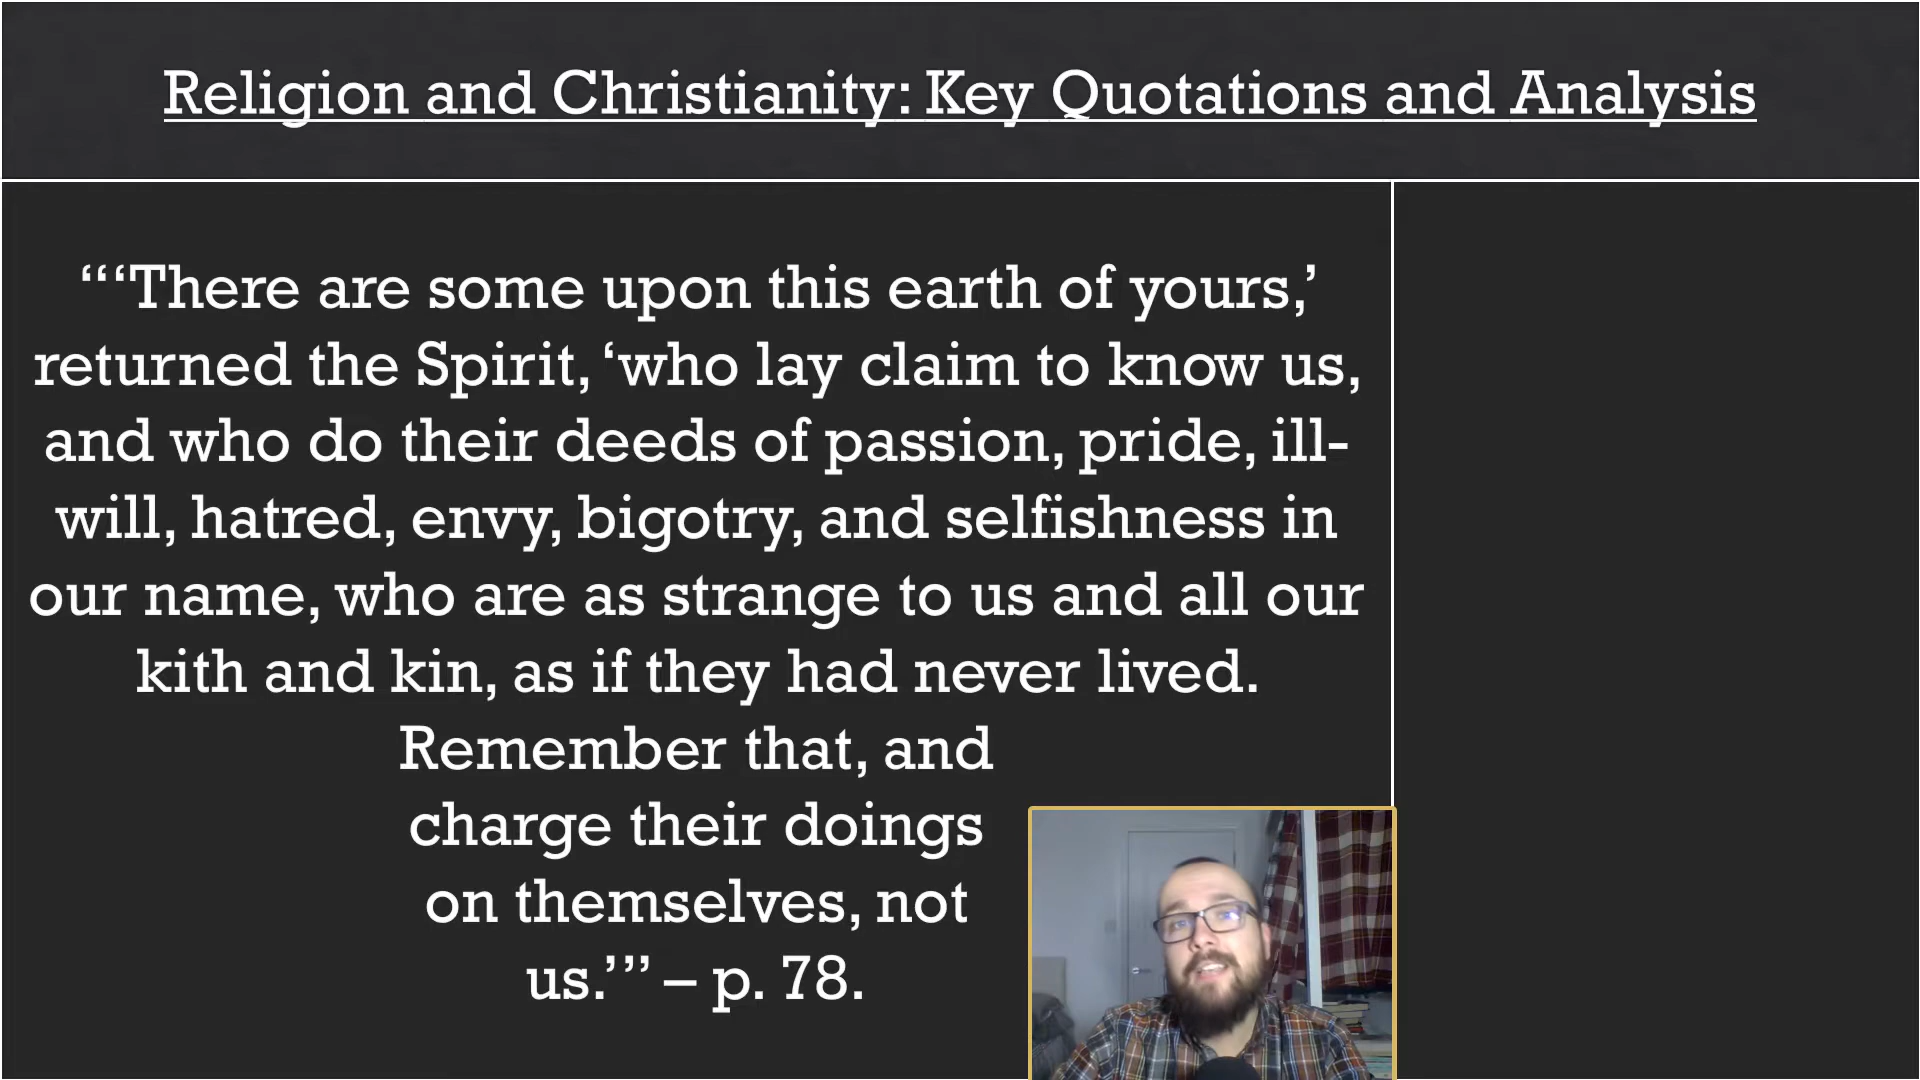 Religion and Christianity: Key Quotations and Analysis
“‘“There are some upon this earth of yours,’
returned the Spirit, ‘who lay claim to know us,
and who do their deeds of passion, pride, ill-
will, hatred, envy, bigotry, and selfishness in
our name, who are as strange to us and all our
kith and kin, as if they had never lived.
Remember that, and
charge their doings
on themselves, not
us.’”’ – p. 78.